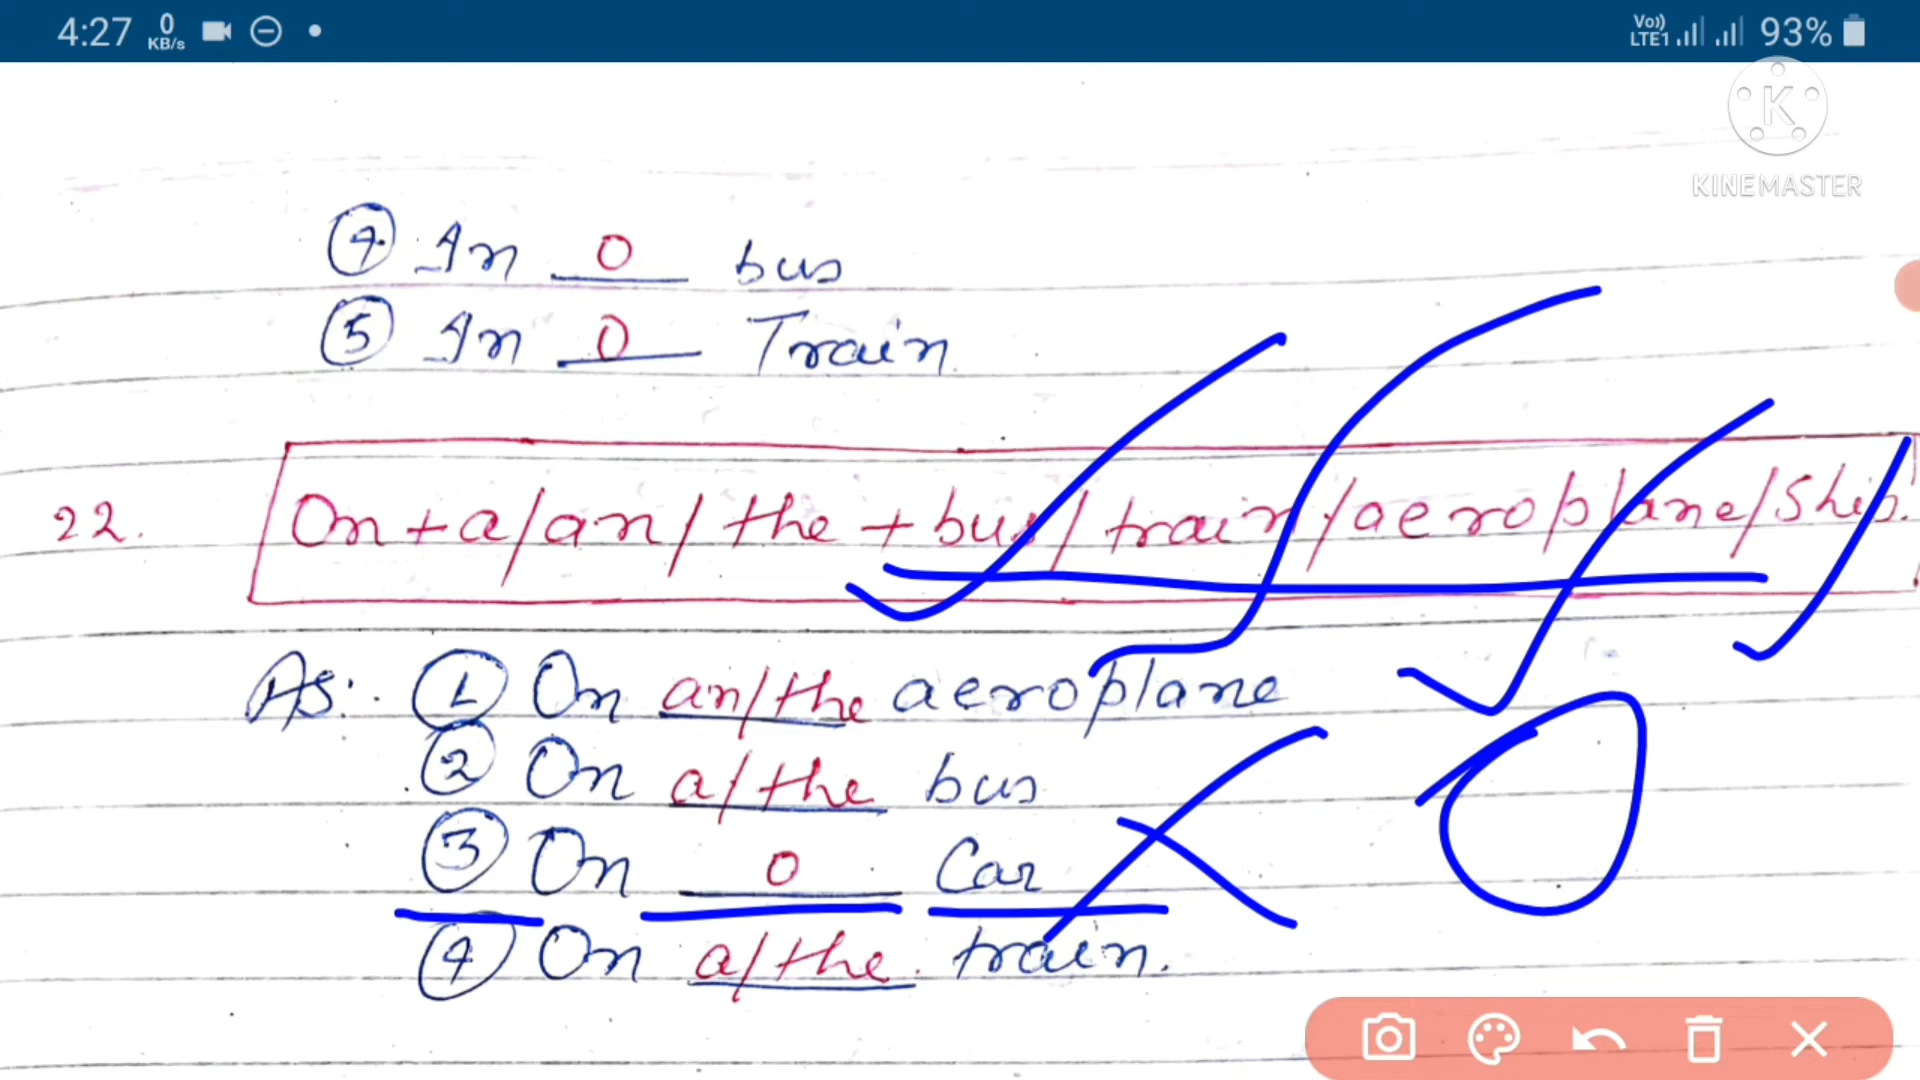 4:27 0 KB/s Vo)) LTE1 93%
KINEMASTER
④ In 0 bus
⑤ In 0 Train
22. On + a/an/the + bus/train/aeroplane/Ship.
As:- ① On an/the aeroplane
② On a/the bus
③ On 0 Car
④ On a/the train.